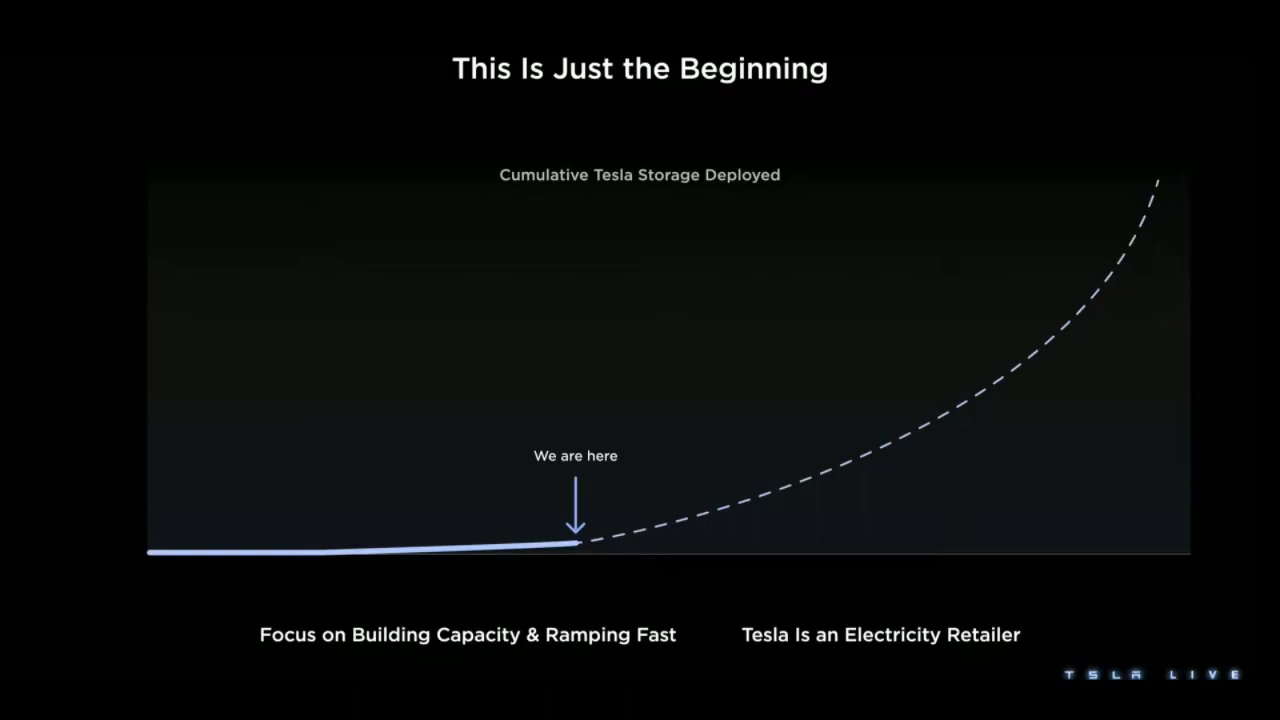 This Is Just the Beginning
Cumulative Tesla Storage Deployed
We are here
Focus on Building Capacity & Ramping Fast
Tesla Is an Electricity Retailer
TSLA LIVE